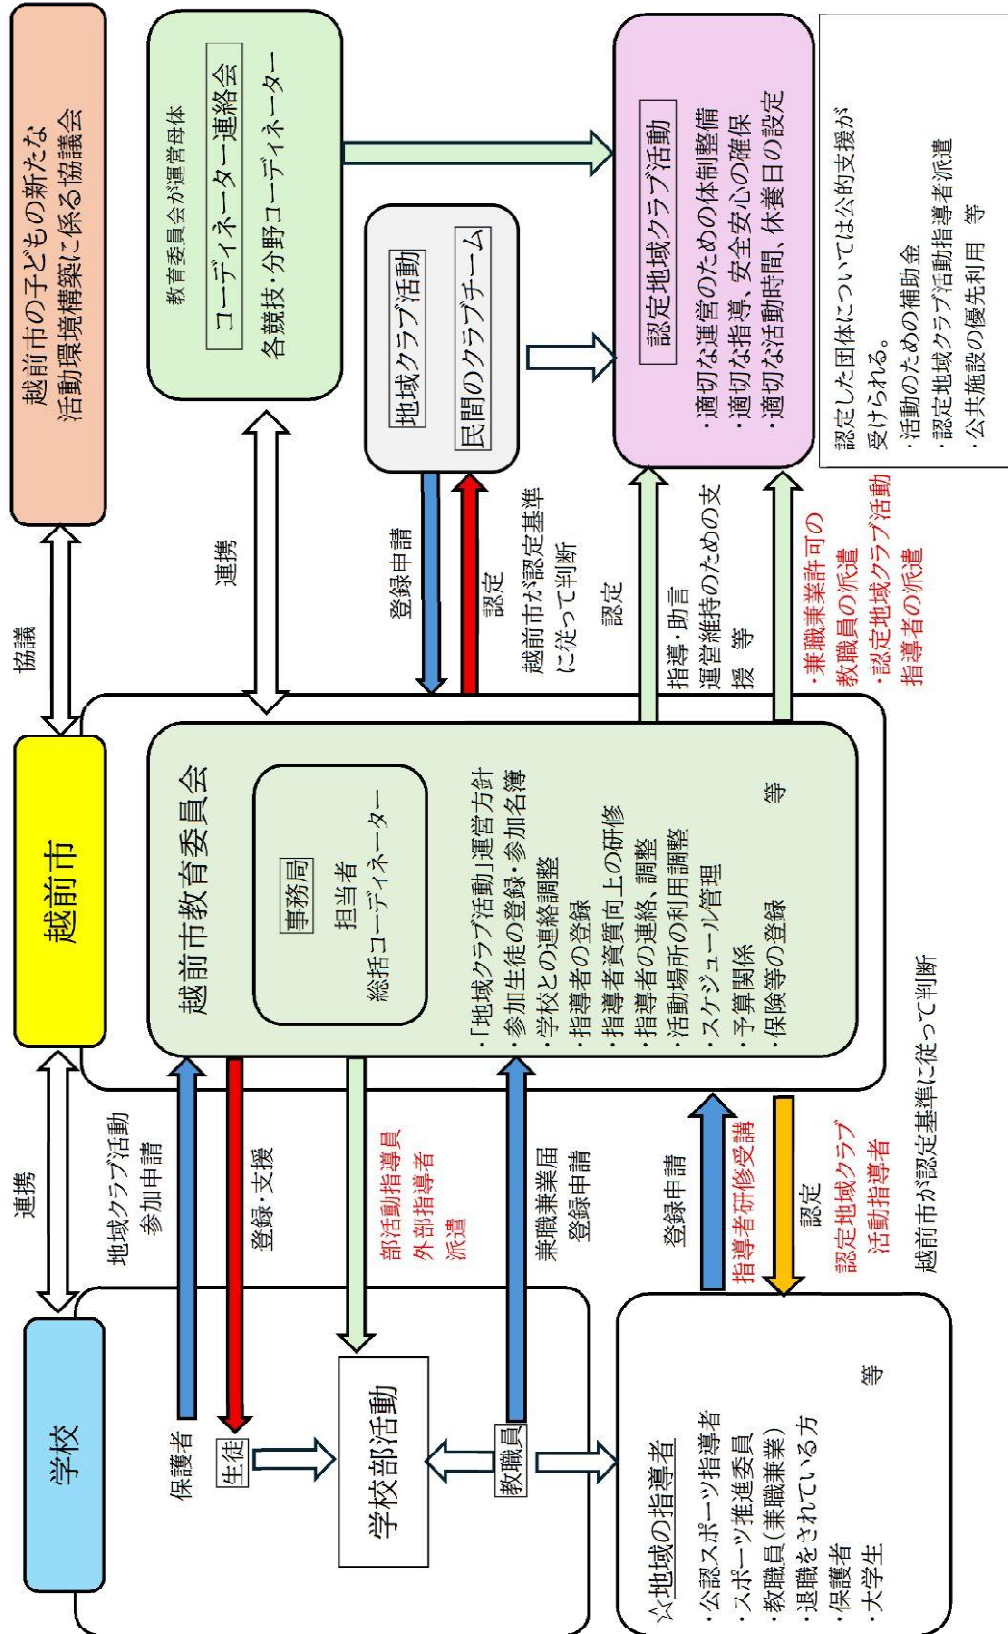 学校
連携
越前市
協議
越前市の子どもの新たな
活動環境構築に係る協議会
保護者
地域クラブ活動
参加申請
生徒
登録・支援
学校部活動
部活動指導員
外部指導者
派遣
教職員
兼職兼業届
登録申請
☆地域の指導者
・公認スポーツ指導者
・スポーツ推進委員
・教職員(兼職兼業)
・退職をされている方
・保護者
・大学生　等
登録申請
指導者研修受講
認定
認定地域クラブ
活動指導者
越前市が認定基準に従って判断
越前市教育委員会
事務局
担当者
総括コーディネーター
・「地域クラブ活動」運営方針
・参加生徒の登録・参加名簿
・学校との連絡調整
・指導者の登録
・指導者資質向上の研修
・指導者の連絡、調整
・活動場所の利用調整
・スケジュール管理
・予算関係
・保険等の登録　等
連携
教育委員会が運営母体
コーディネーター連絡会
各競技・分野コーディネーター
登録申請
認定
越前市が認定基準
に従って判断
地域クラブ活動
民間のクラブチーム
認定
指導・助言
運営維持のための支
援 等
・兼職兼業許可の
教職員の派遣
・認定地域クラブ活動
指導者の派遣
認定地域クラブ活動
・適切な運営のための体制整備
・適切な指導、安全安心の確保
・適切な活動時間、休養日の設定
認定した団体については公的支援が
受けられる。
・活動のための補助金
・認定地域クラブ活動指導者派遣
・公共施設の優先利用 等